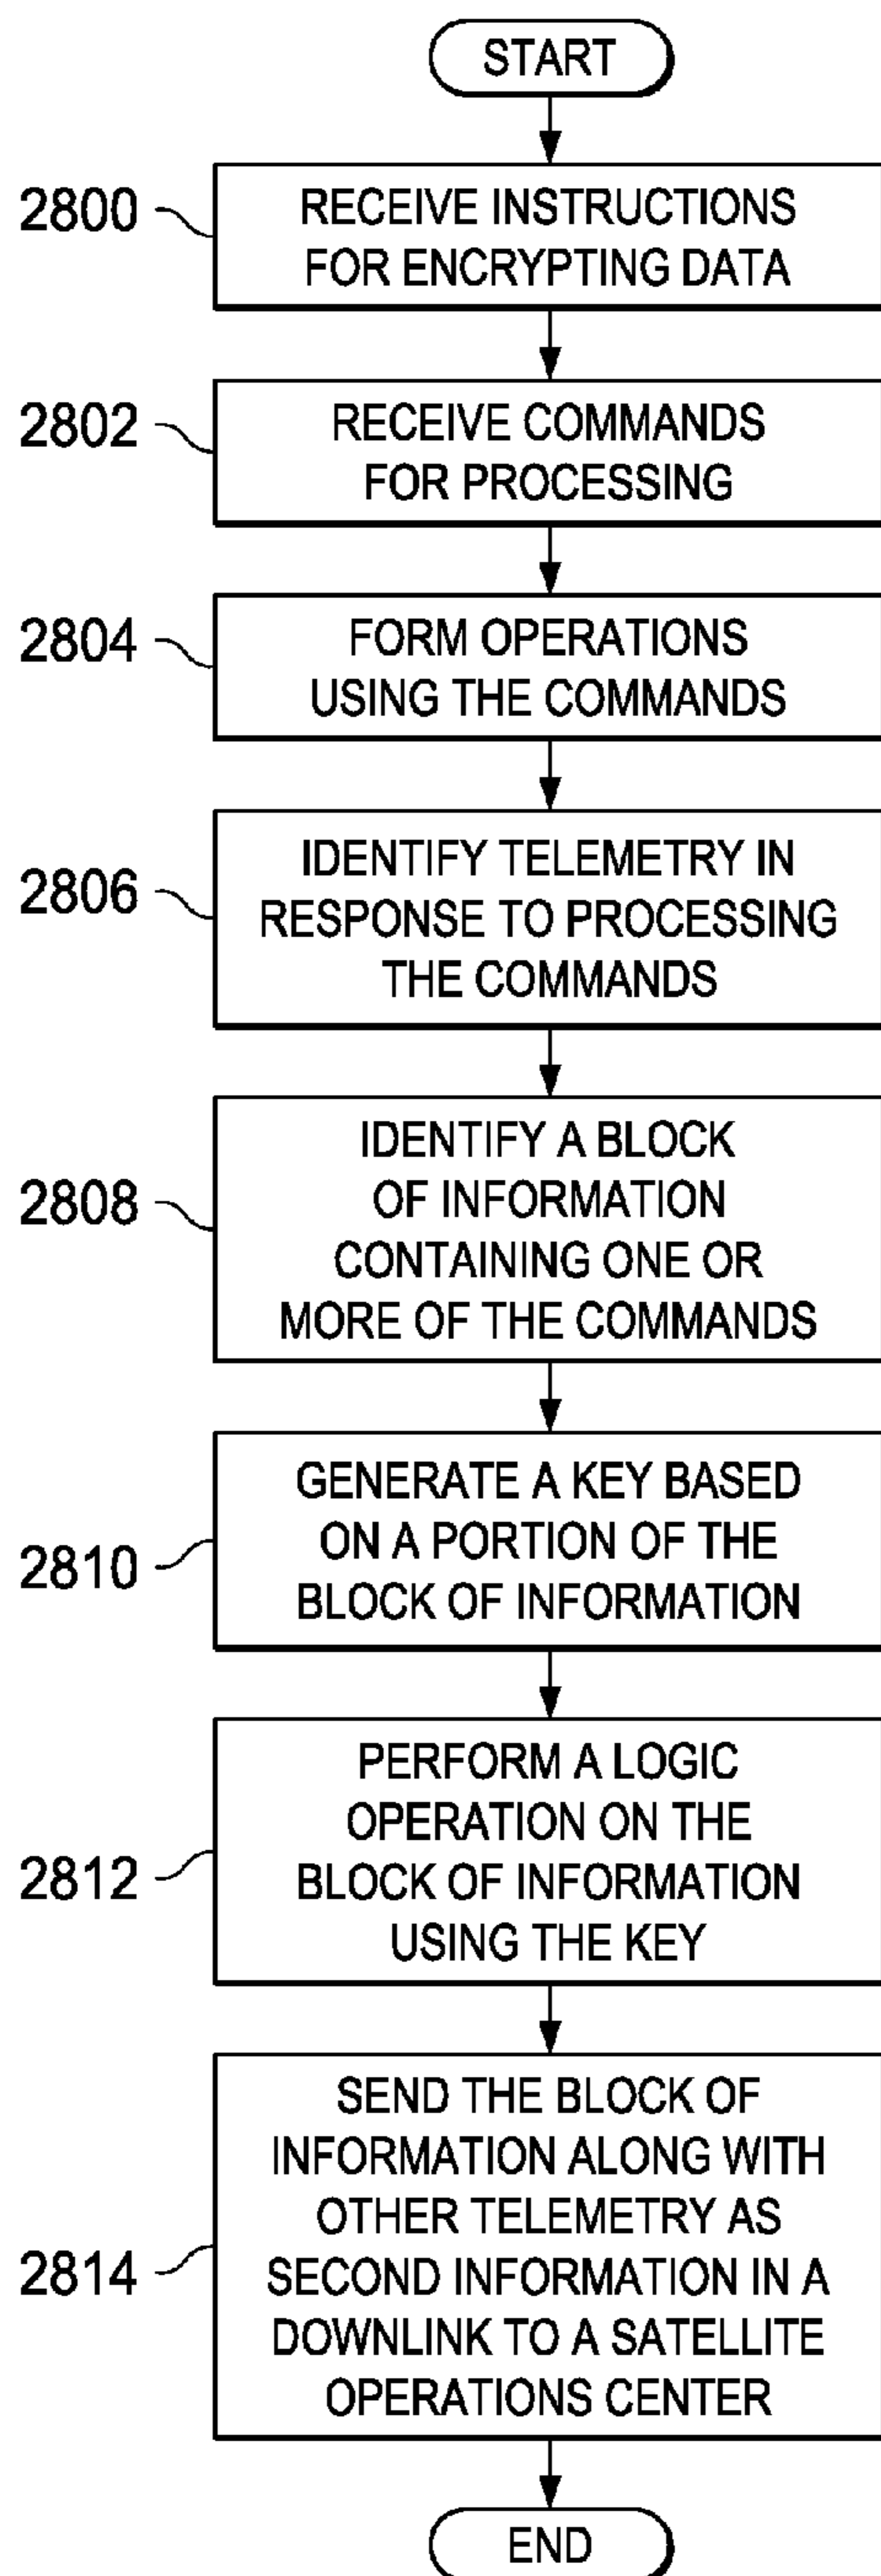 START
2800
RECEIVE INSTRUCTIONS
FOR ENCRYPTING DATA
2802
RECEIVE COMMANDS
FOR PROCESSING
2804
FORM OPERATIONS
USING THE COMMANDS
2806
IDENTIFY TELEMETRY IN
RESPONSE TO PROCESSING
THE COMMANDS
2808
IDENTIFY A BLOCK
OF INFORMATION
CONTAINING ONE OR
MORE OF THE COMMANDS
2810
GENERATE A KEY BASED
ON A PORTION OF THE
BLOCK OF INFORMATION
2812
PERFORM A LOGIC
OPERATION ON THE
BLOCK OF INFORMATION
USING THE KEY
2814
SEND THE BLOCK OF
INFORMATION ALONG WITH
OTHER TELEMETRY AS
SECOND INFORMATION IN A
DOWNLINK TO A SATELLITE
OPERATIONS CENTER
END